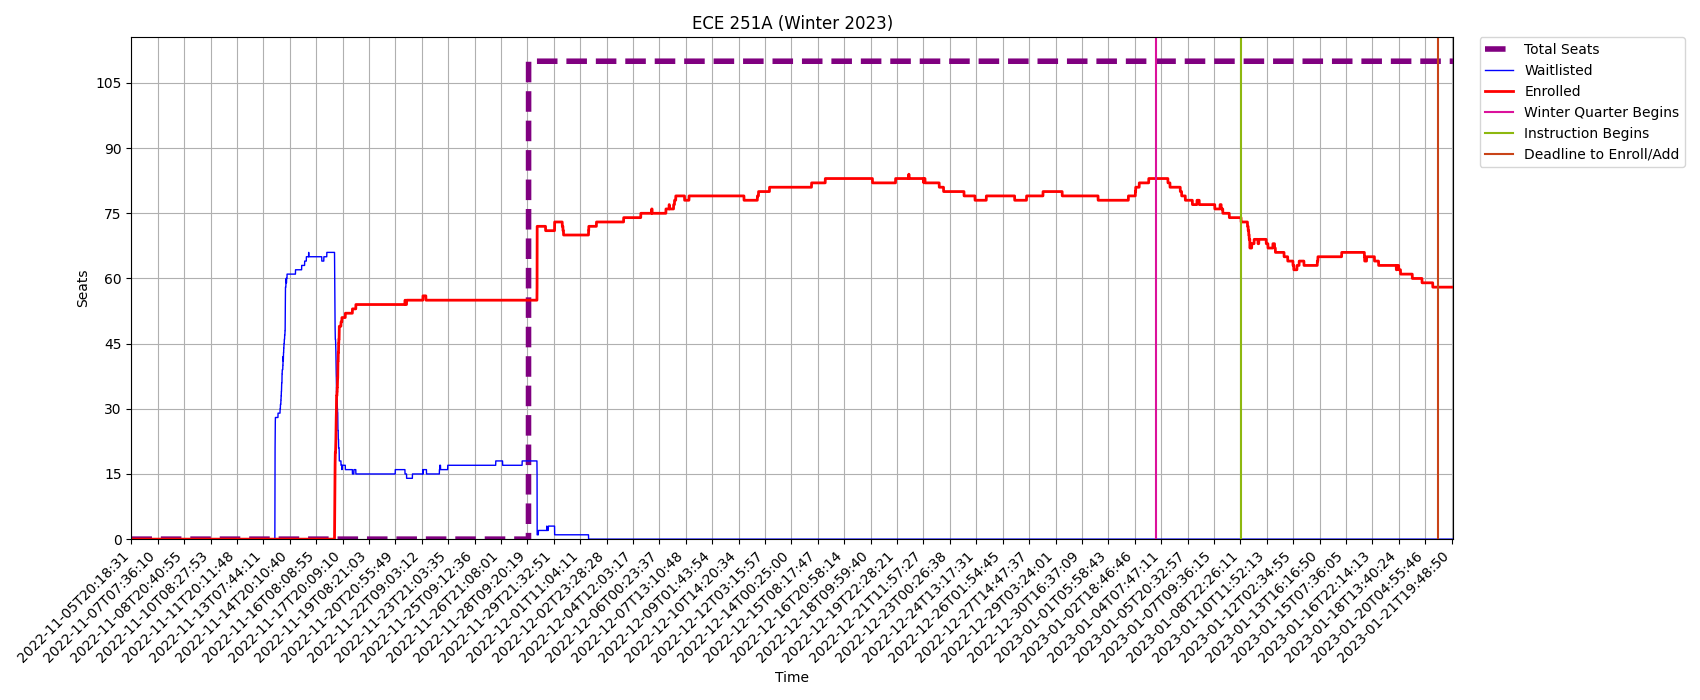 ECE 251A (Winter 2023)
Total Seats
Waitlisted
Enrolled
Winter Quarter Begins
Instruction Begins
Deadline to Enroll/Add
Seats
105
90
75
60
45
30
15
0
2022-11-05T20:18:31
2022-11-07T07:36:10
2022-11-08T20:40:55
2022-11-10T08:27:53
2022-11-11T20:11:48
2022-11-13T07:44:11
2022-11-14T20:10:40
2022-11-16T08:08:55
2022-11-17T20:09:10
2022-11-19T08:21:03
2022-11-20T20:55:49
2022-11-22T09:03:12
2022-11-23T21:03:35
2022-11-25T09:12:36
2022-11-26T21:08:01
2022-11-28T09:20:19
2022-11-29T21:32:51
2022-12-01T11:04:11
2022-12-02T23:28:28
2022-12-04T12:03:17
2022-12-06T00:23:37
2022-12-07T13:10:48
2022-12-09T01:43:54
2022-12-10T14:20:34
2022-12-12T03:15:57
2022-12-14T00:25:00
2022-12-15T08:17:47
2022-12-16T20:58:14
2022-12-18T09:59:40
2022-12-19T22:28:21
2022-12-21T11:57:27
2022-12-23T00:26:38
2022-12-24T13:17:31
2022-12-26T01:54:45
2022-12-27T14:47:37
2022-12-29T03:24:01
2022-12-30T16:37:09
2023-01-01T05:58:43
2023-01-02T18:46:46
2023-01-04T07:47:11
2023-01-05T20:32:57
2023-01-07T09:36:15
2023-01-08T22:26:11
2023-01-10T11:52:13
2023-01-12T02:34:55
2023-01-13T16:16:50
2023-01-15T07:36:05
2023-01-16T22:14:13
2023-01-18T13:40:24
2023-01-20T04:55:46
2023-01-21T19:48:50
Time